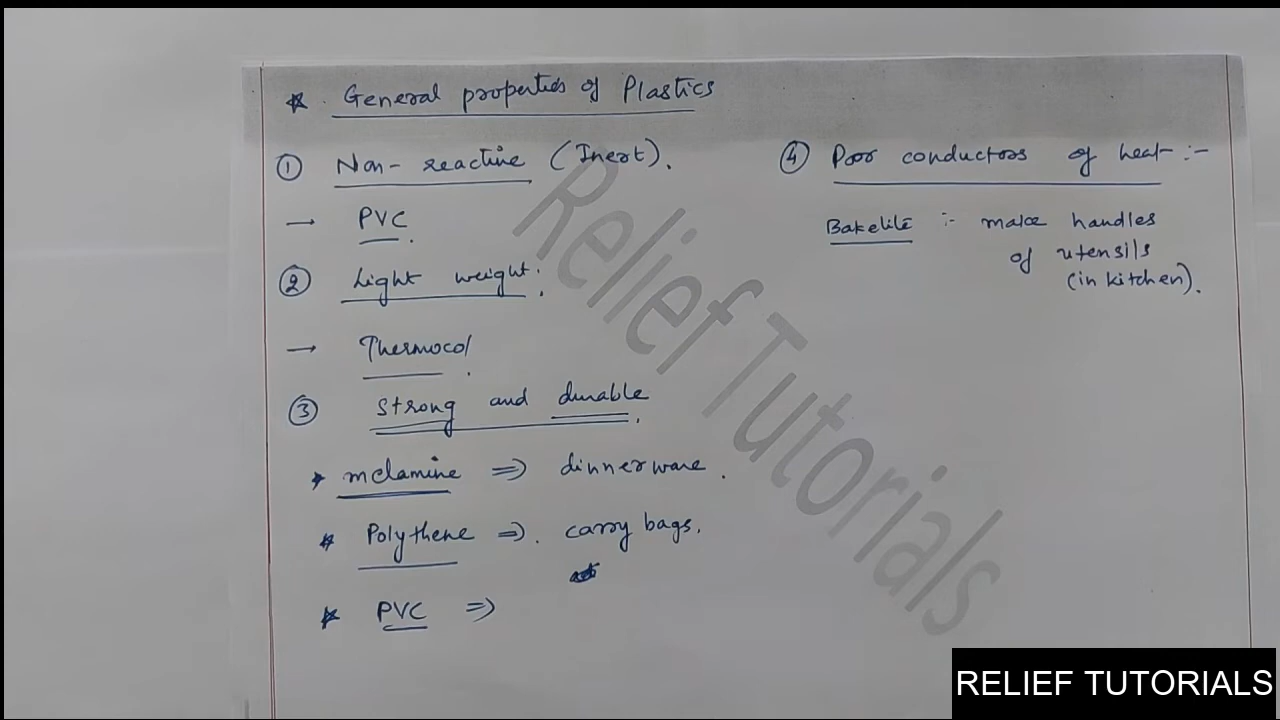 * General properties of Plastics
① Non-reactive (Inert).
→ PVC.
② Light weight:
→ Thermocol.
③ Strong and durable.
* melamine ⇒ dinnerware.
* Polythene ⇒. carry bags.
* PVC ⇒
④ Poor conductors of heat :-
Bakelite :- make handles
of utensils
(in kitchen).
Relief Tutorials
RELIEF TUTORIALS